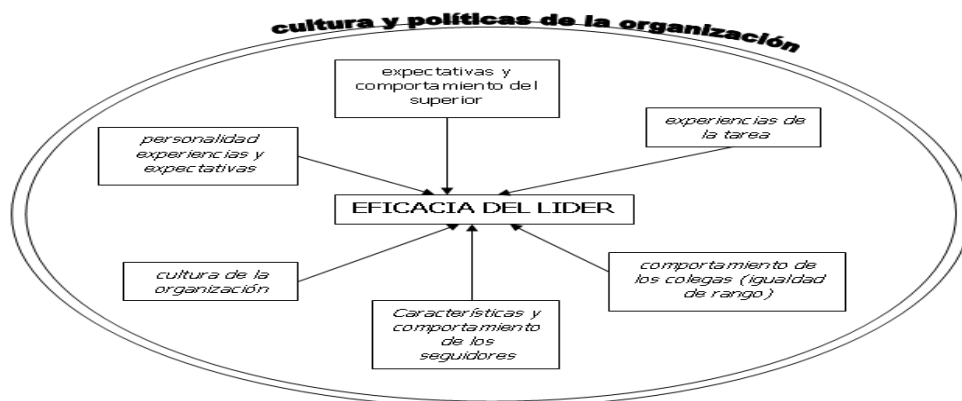 cultura y políticas de la organización
expectativas y
comportamiento del
superior
experiencias de
la tarea
personalidad
experiencias y
expectativas
EFICACIA DEL LIDER
cultura de la
organización
Características y
comportamiento
de los
seguidores
comportamiento de
los colegas (igualdad
de rango)